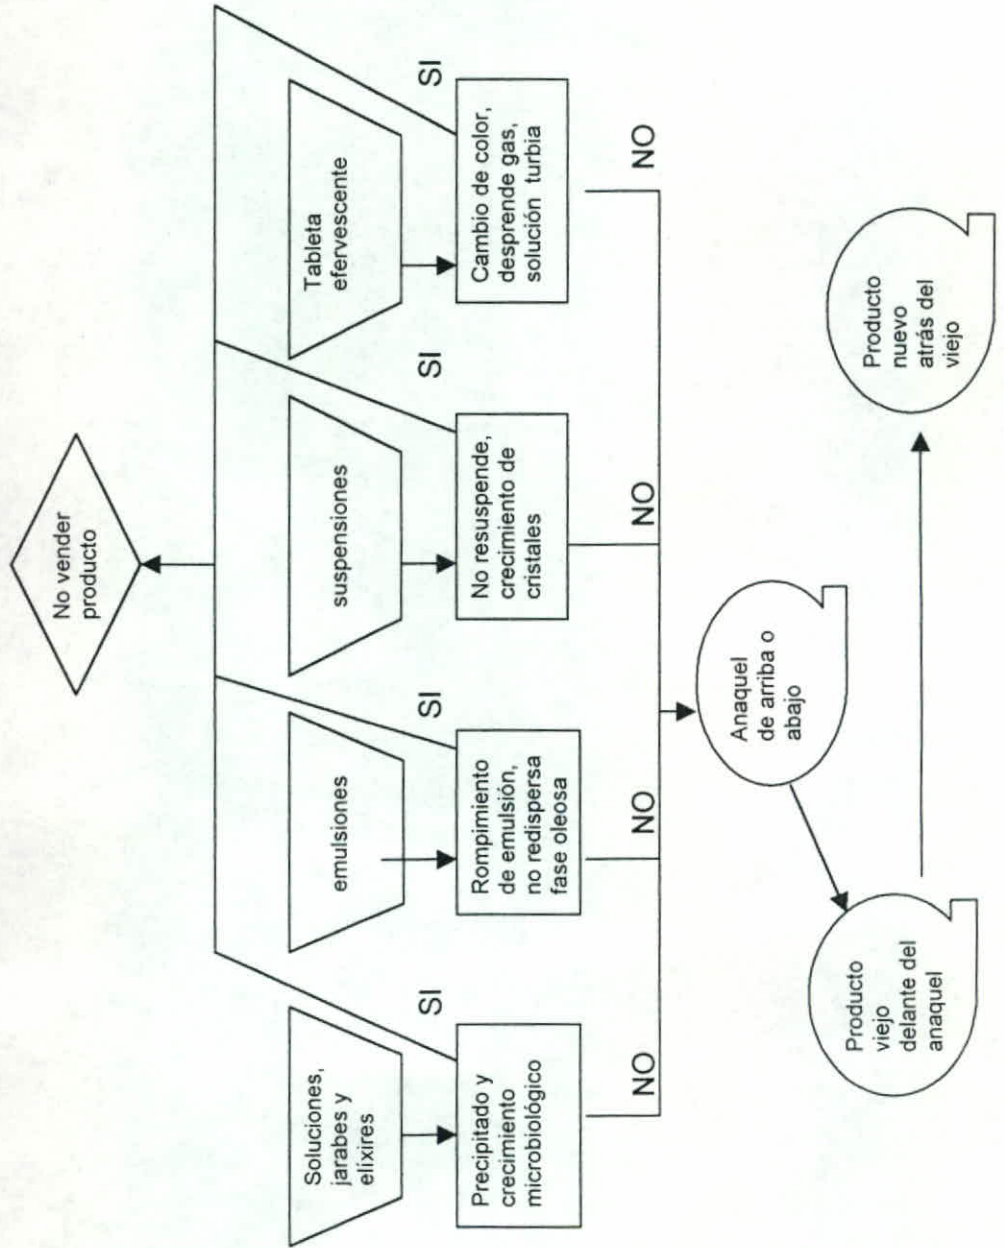 No vender
producto
Soluciones,
jarabes y
elíxires
emulsiones
suspensiones
Tableta
efervescente
SI
SI
SI
SI
Precipitado y
crecimiento
microbiológico
Rompimiento
de emulsión,
no redispersa
fase oleosa
No resuspende,
crecimiento de
cristales
Cambio de color,
desprende gas,
solución turbia
NO
NO
NO
NO
Anaquel
de arriba o
abajo
Producto
viejo
delante del
anaquel
Producto
nuevo
atrás del
viejo